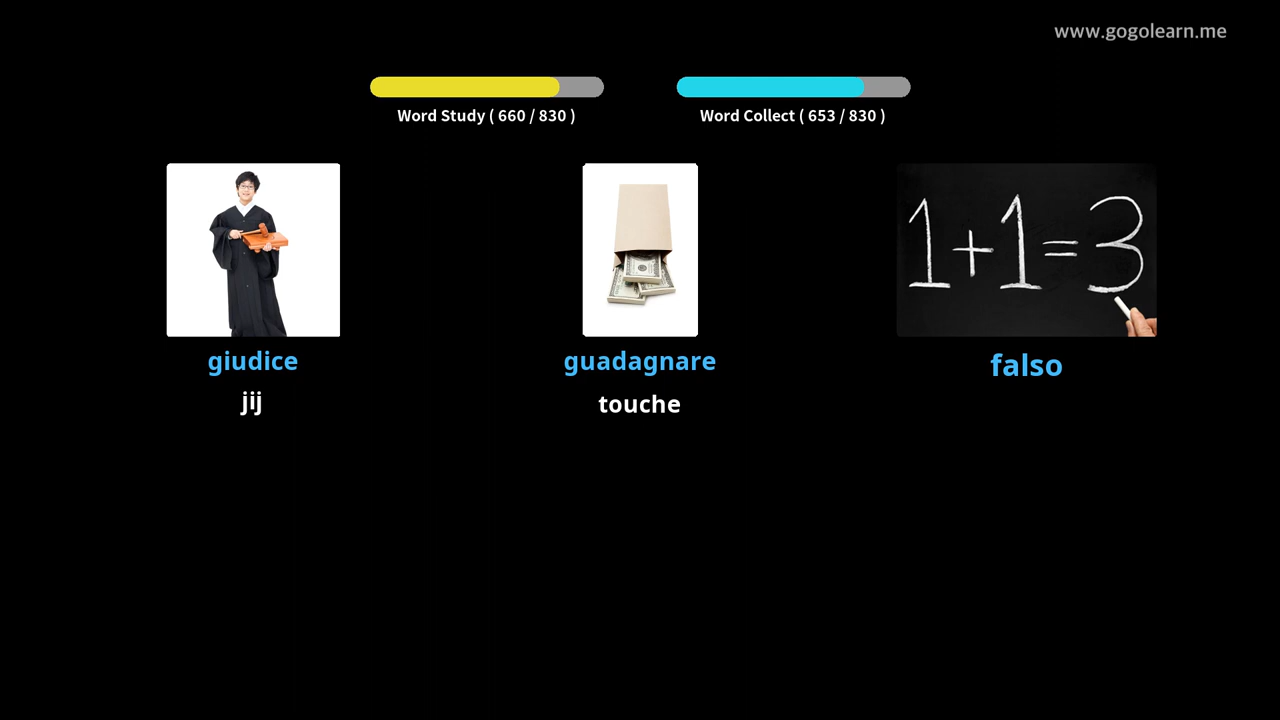 www.gogolearn.me
Word Study ( 660 / 830 )
Word Collect ( 653 / 830 )
1+1=3
giudice
jij
guadagnare
touche
falso